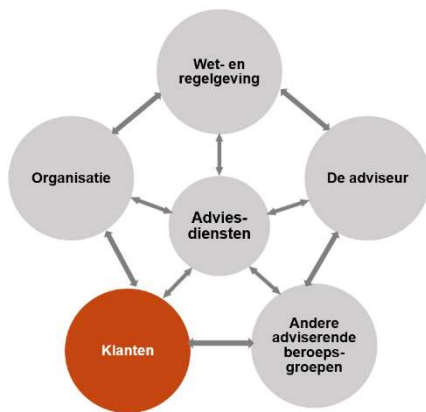 Wet- en
regelgeving
Organisatie
De adviseur
Advies-
diensten
Klanten
Andere
adviserende
beroeps-
groepen